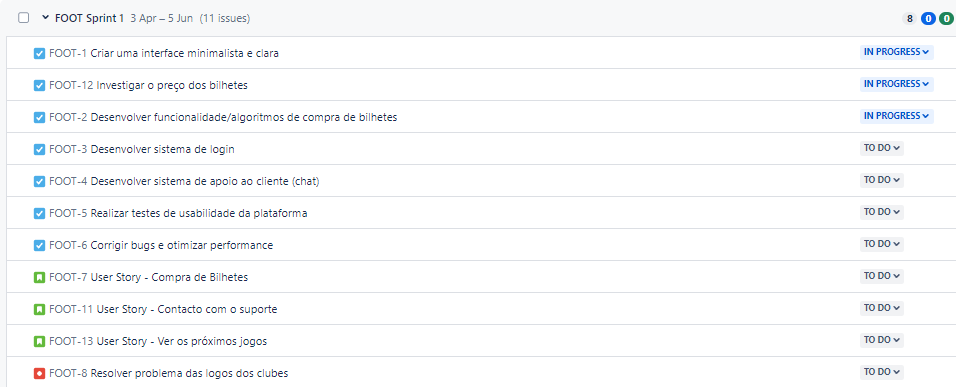 FOOT Sprint 1 3 Apr – 5 Jun (11 issues) 8 0 0
FOOT-1 Criar uma interface minimalista e clara IN PROGRESS
FOOT-12 Investigar o preço dos bilhetes IN PROGRESS
FOOT-2 Desenvolver funcionalidade/algoritmos de compra de bilhetes IN PROGRESS
FOOT-3 Desenvolver sistema de login TO DO
FOOT-4 Desenvolver sistema de apoio ao cliente (chat) TO DO
FOOT-5 Realizar testes de usabilidade da plataforma TO DO
FOOT-6 Corrigir bugs e otimizar performance TO DO
FOOT-7 User Story - Compra de Bilhetes TO DO
FOOT-11 User Story - Contacto com o suporte TO DO
FOOT-13 User Story - Ver os próximos jogos TO DO
FOOT-8 Resolver problema das logos dos clubes TO DO